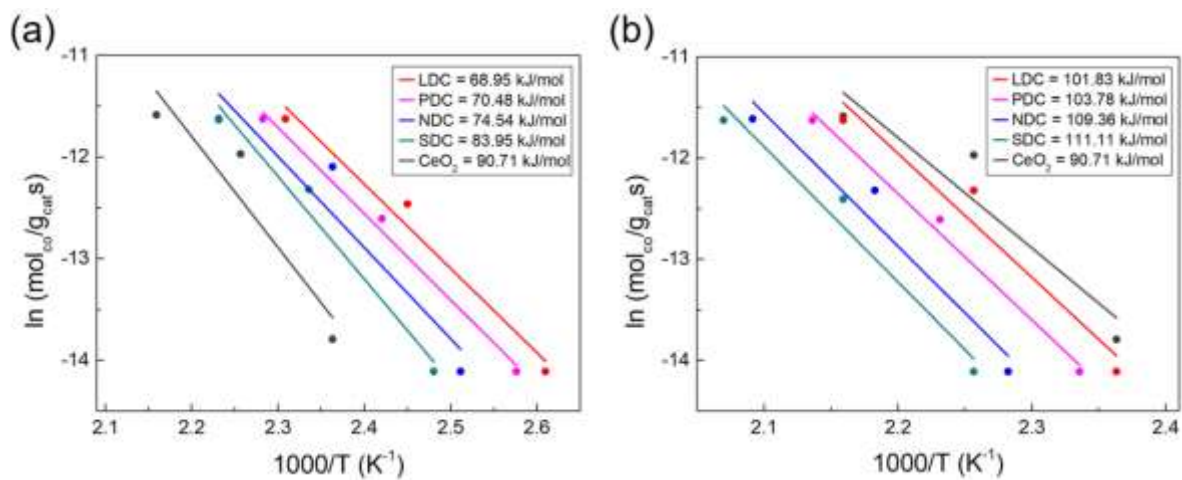 (a)
-11
-12
-13
-14
ln (mol_co/g_cat s)
LDC = 68.95 kJ/mol
PDC = 70.48 kJ/mol
NDC = 74.54 kJ/mol
SDC = 83.95 kJ/mol
CeO₂ = 90.71 kJ/mol
2.1 2.2 2.3 2.4 2.5 2.6
1000/T (K⁻¹)
(b)
-11
-12
-13
-14
ln (mol_co/g_cat s)
LDC = 101.83 kJ/mol
PDC = 103.78 kJ/mol
NDC = 109.36 kJ/mol
SDC = 111.11 kJ/mol
CeO₂ = 90.71 kJ/mol
2.1 2.2 2.3 2.4
1000/T (K⁻¹)